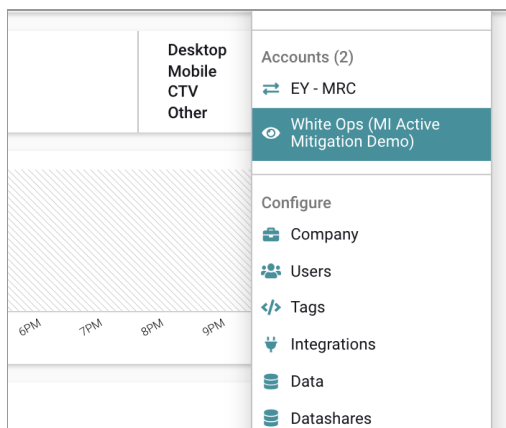 Desktop
Mobile
CTV
Other
6PM
7PM
8PM
9PM
Accounts (2)
EY - MRC
White Ops (MI Active
Mitigation Demo)
Configure
Company
Users
Tags
Integrations
Data
Datashares